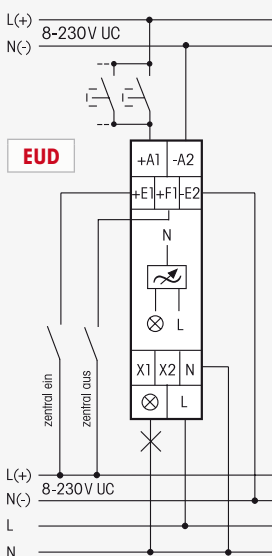 L(+)
8-230V UC
N(-)
EUD
+A1 -A2
+E1 +F1 -E2
N
L
zentral ein
zentral aus
X1 X2 N
L
L(+)
8-230V UC
N(-)
L
N